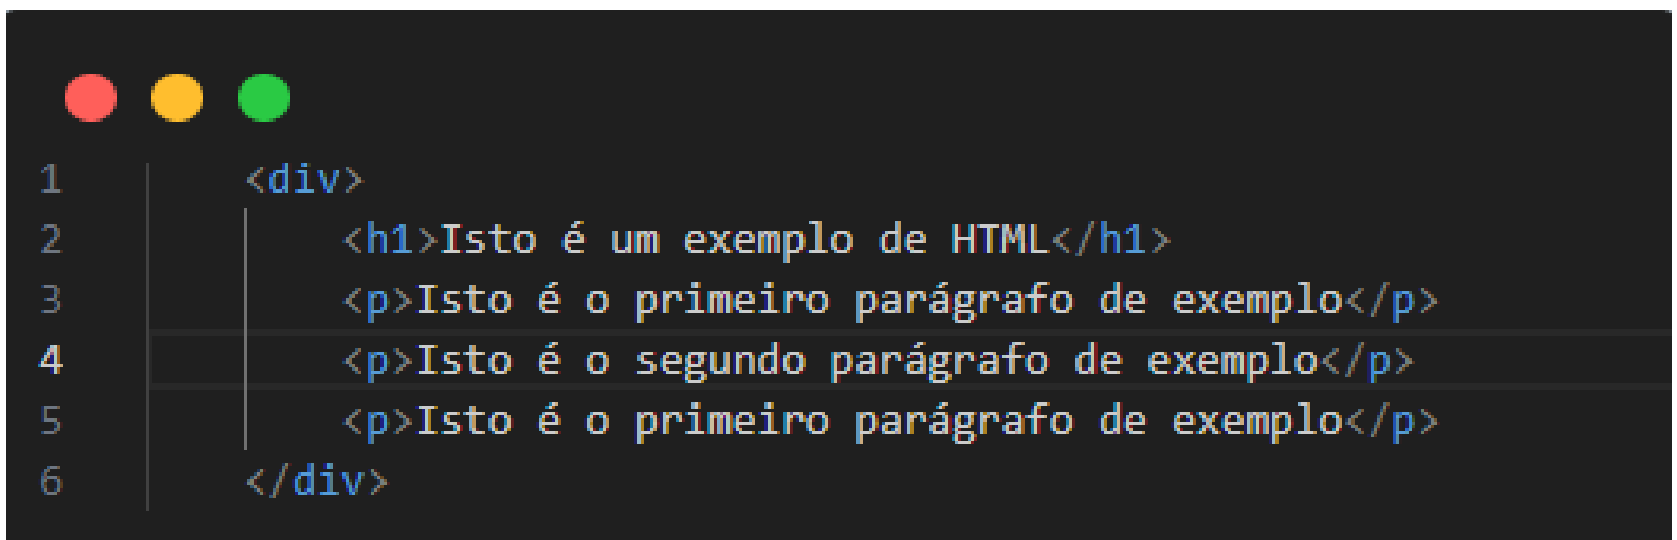 1 <div>
2 <h1>Isto é um exemplo de HTML</h1>
3 <p>Isto é o primeiro parágrafo de exemplo</p>
4 <p>Isto é o segundo parágrafo de exemplo</p>
5 <p>Isto é o primeiro parágrafo de exemplo</p>
6 </div>